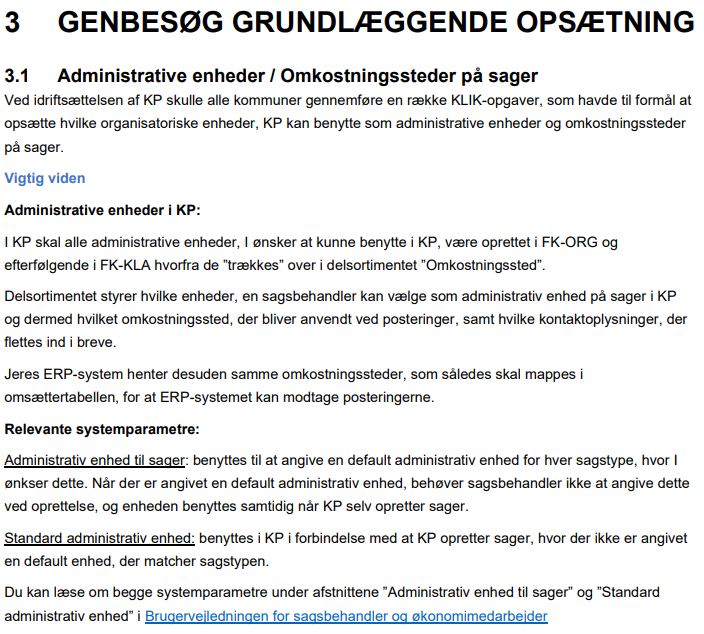 3 GENBESØG GRUNDLÆGGENDE OPSÆTNING
3.1 Administrative enheder / Omkostningssteder på sager
Ved idriftsættelsen af KP skulle alle kommuner gennemføre en række KLIK-opgaver, som havde til formål at
opsætte hvilke organisatoriske enheder, KP kan benytte som administrative enheder og omkostningssteder
på sager.
Vigtig viden
Administrative enheder i KP:
I KP skal alle administrative enheder, I ønsker at kunne benytte i KP, være oprettet i FK-ORG og
efterfølgende i FK-KLA hvorfra de ”trækkes” over i delsortimentet ”Omkostningssted”.
Delsortimentet styrer hvilke enheder, en sagsbehandler kan vælge som administrativ enhed på sager i KP
og dermed hvilket omkostningssted, der bliver anvendt ved posteringer, samt hvilke kontaktoplysninger, der
flettes ind i breve.
Jeres ERP-system henter desuden samme omkostningssteder, som således skal mappes i
omsættertabellen, for at ERP-systemet kan modtage posteringerne.
Relevante systemparametre:
Administrativ enhed til sager: benyttes til at angive en default administrativ enhed for hver sagstype, hvor I
ønkser dette. Når der er angivet en default administrativ enhed, behøver sagsbehandler ikke at angive dette
ved oprettelse, og enheden benyttes samtidig når KP selv opretter sager.
Standard administrativ enhed: benyttes i KP i forbindelse med at KP opretter sager, hvor der ikke er angivet
en default enhed, der matcher sagstypen.
Du kan læse om begge systemparametre under afsnittene ”Administrativ enhed til sager” og ”Standard
administrativ enhed” i Brugervejledningen for sagsbehandler og økonomimedarbejder